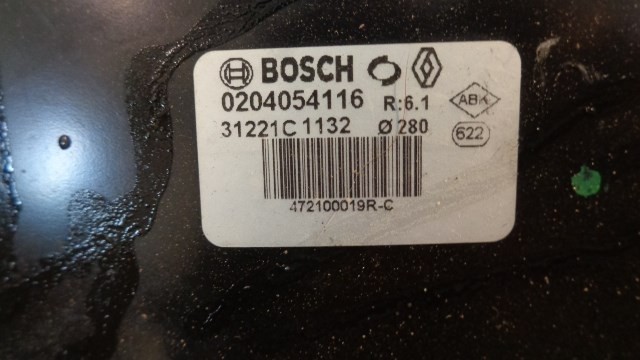 BOSCH
0204054116 R:6.1 ABK
31221C 1132 Ø 280 622
472100019R-C